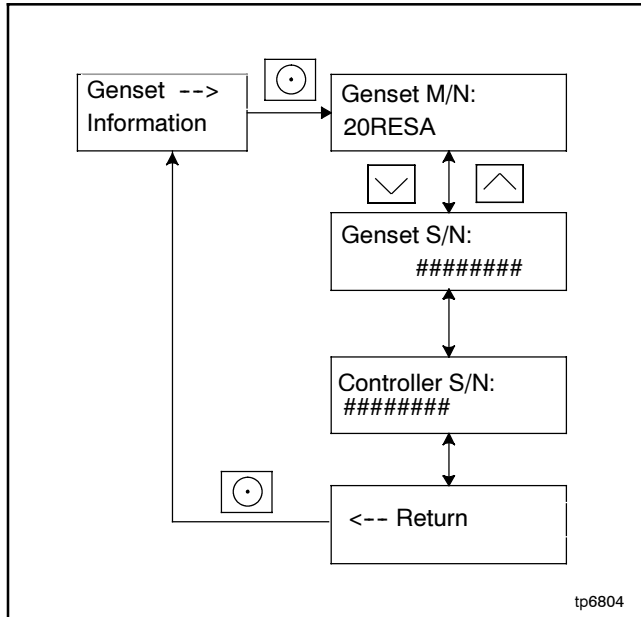 Genset -->
Information
Genset M/N:
20RESA
Genset S/N:
########
Controller S/N:
########
<-- Return
tp6804